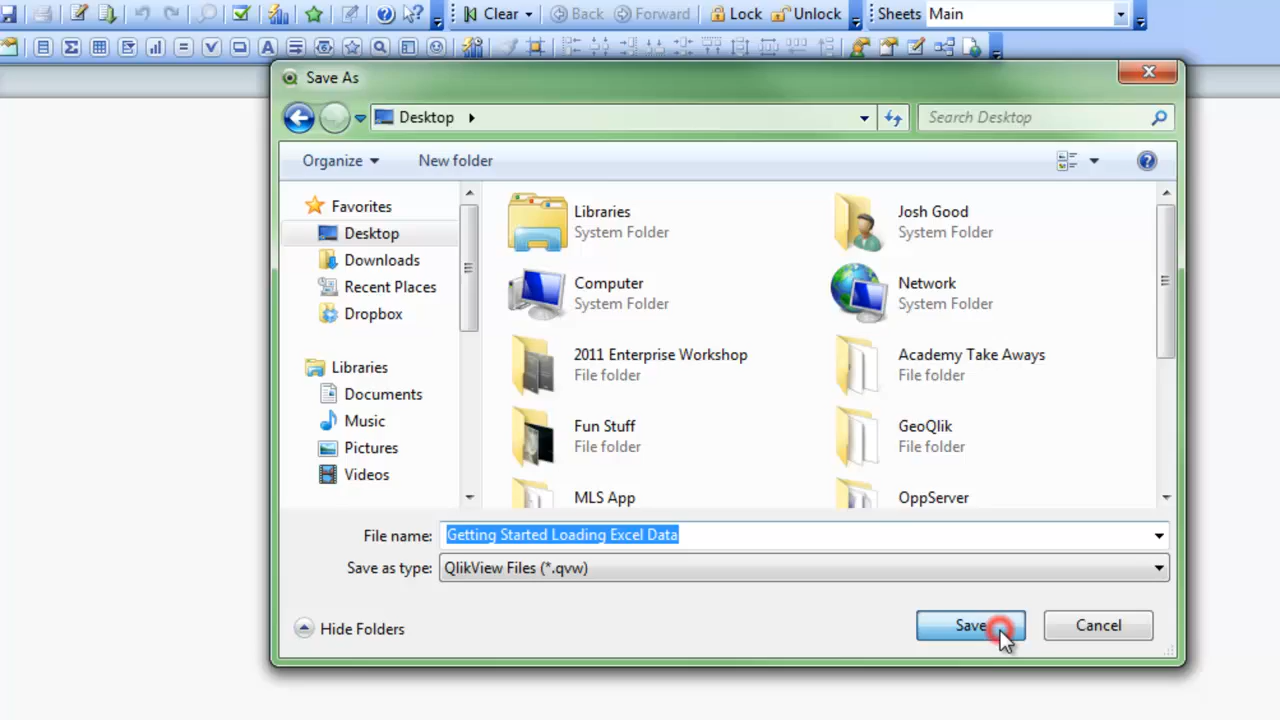 Clear Back Forward Lock Unlock Sheets Main
Save As
Desktop Search Desktop
Organize New folder
Favorites
Desktop
Downloads
Recent Places
Dropbox
Libraries
Documents
Music
Pictures
Videos
Libraries
System Folder
Josh Good
System Folder
Computer
System Folder
Network
System Folder
2011 Enterprise Workshop
File folder
Academy Take Aways
File folder
Fun Stuff
File folder
GeoQlik
File folder
MLS App
OppServer
File name: Getting Started Loading Excel Data
Save as type: QlikView Files (*.qvw)
Hide Folders Save Cancel